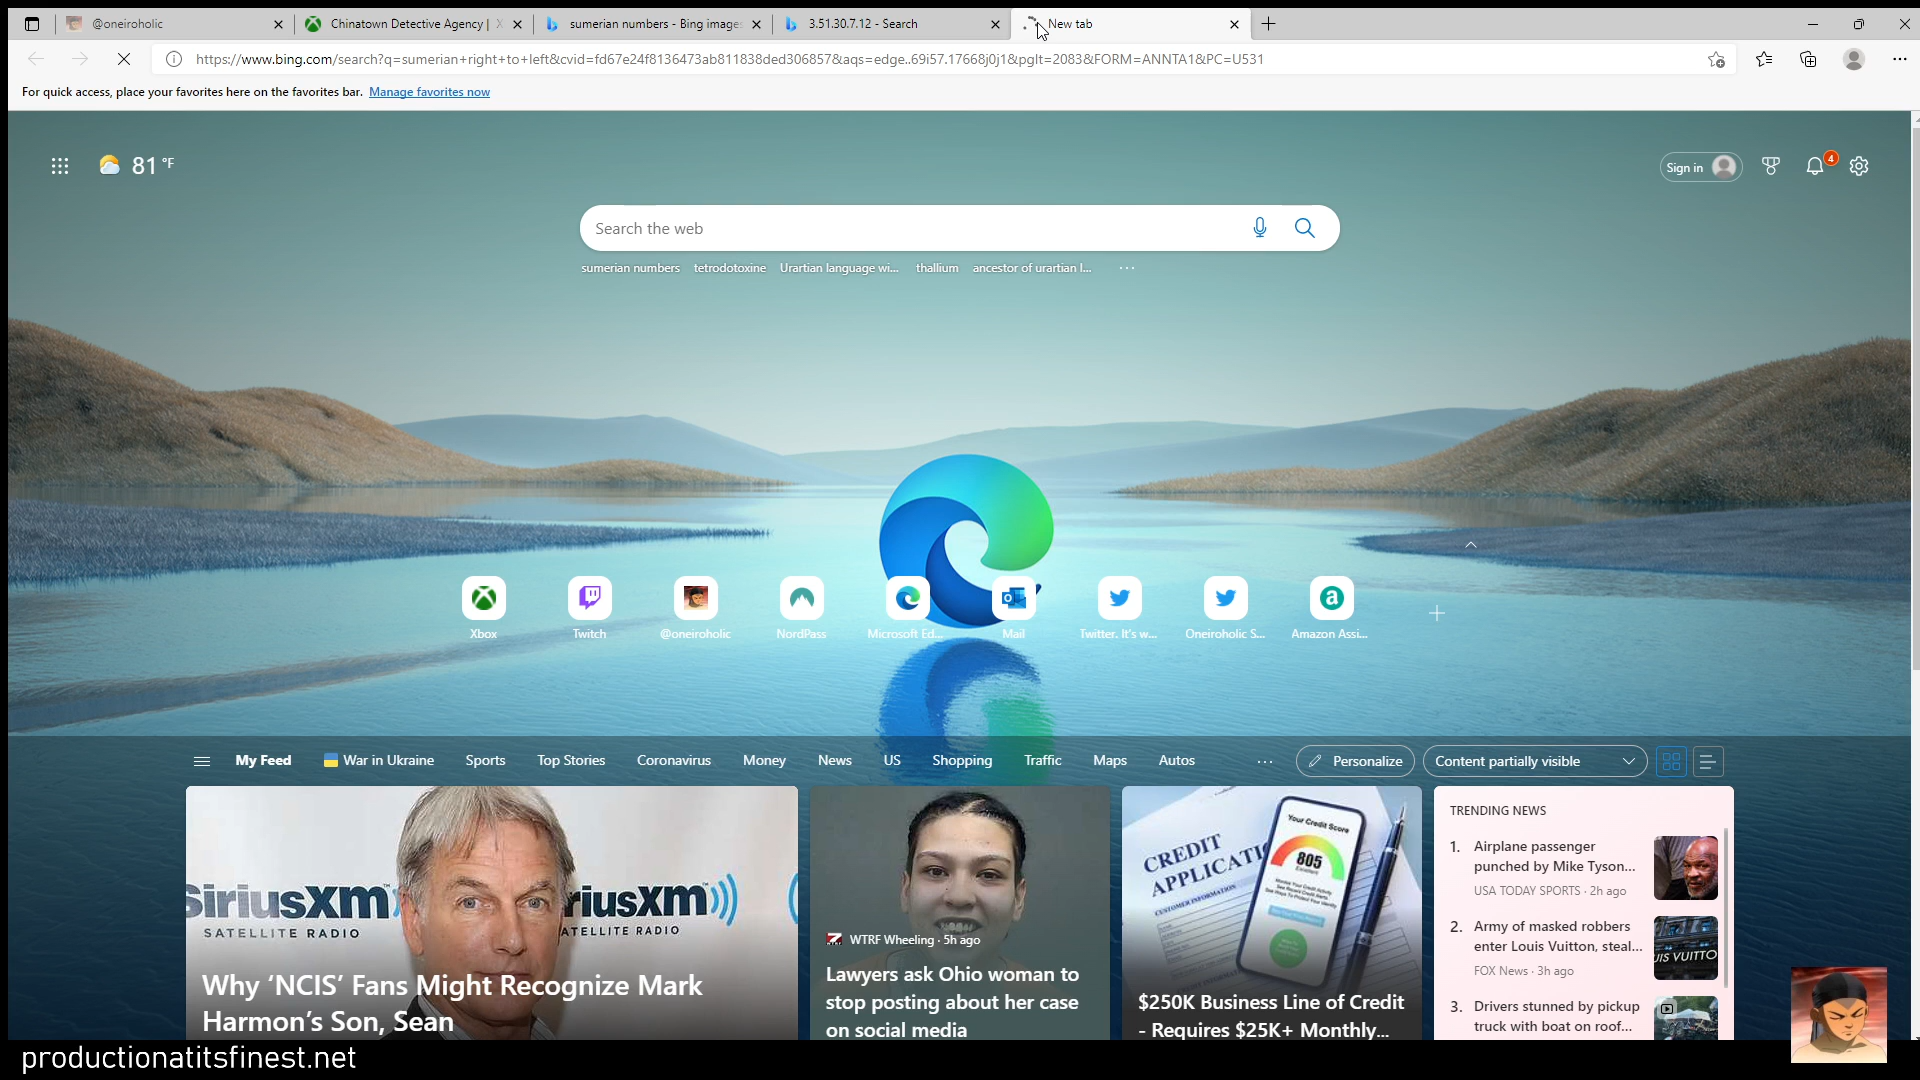 @oneiroholic
Chinatown Detective Agency | X
sumerian numbers - Bing images
3.51.30.7.12 - Search
New tab
https://www.bing.com/search?q=sumerian+right+to+left&cvid=fd67e24f8136473ab811838ded306857&aqs=edge..69i57.17668j0j1&pglt=2083&FORM=ANNTA1&PC=U531
For quick access, place your favorites here on the favorites bar. Manage favorites now
81 °F
Sign in
4
Search the web
sumerian numbers
tetrodotoxine
Urartian language wi...
thallium
ancestor of urartian l...
Xbox
Twitch
@oneiroholic
NordPass
Microsoft Ed...
Mail
Twitter. It's w...
Oneiroholic S...
Amazon Assi...
My Feed
War in Ukraine
Sports
Top Stories
Coronavirus
Money
News
US
Shopping
Traffic
Maps
Autos
Personalize
Content partially visible
SiriusXM
SATELLITE RADIO
riusxm
ATELLITE RADIO
Why ‘NCIS’ Fans Might Recognize Mark
Harmon’s Son, Sean
WTRF Wheeling · 5h ago
Lawyers ask Ohio woman to
stop posting about her case
on social media
CREDIT
APPLICATI
CUSTOMER INFORMATION
Your Credit Score
805
Excellent
$250K Business Line of Credit
- Requires $25K+ Monthly...
TRENDING NEWS
1. Airplane passenger
punched by Mike Tyson...
USA TODAY SPORTS · 2h ago
2. Army of masked robbers
enter Louis Vuitton, steal...
FOX News · 3h ago
UIS VUITTO
3. Drivers stunned by pickup
truck with boat on roof...
productionatitsfinest.net